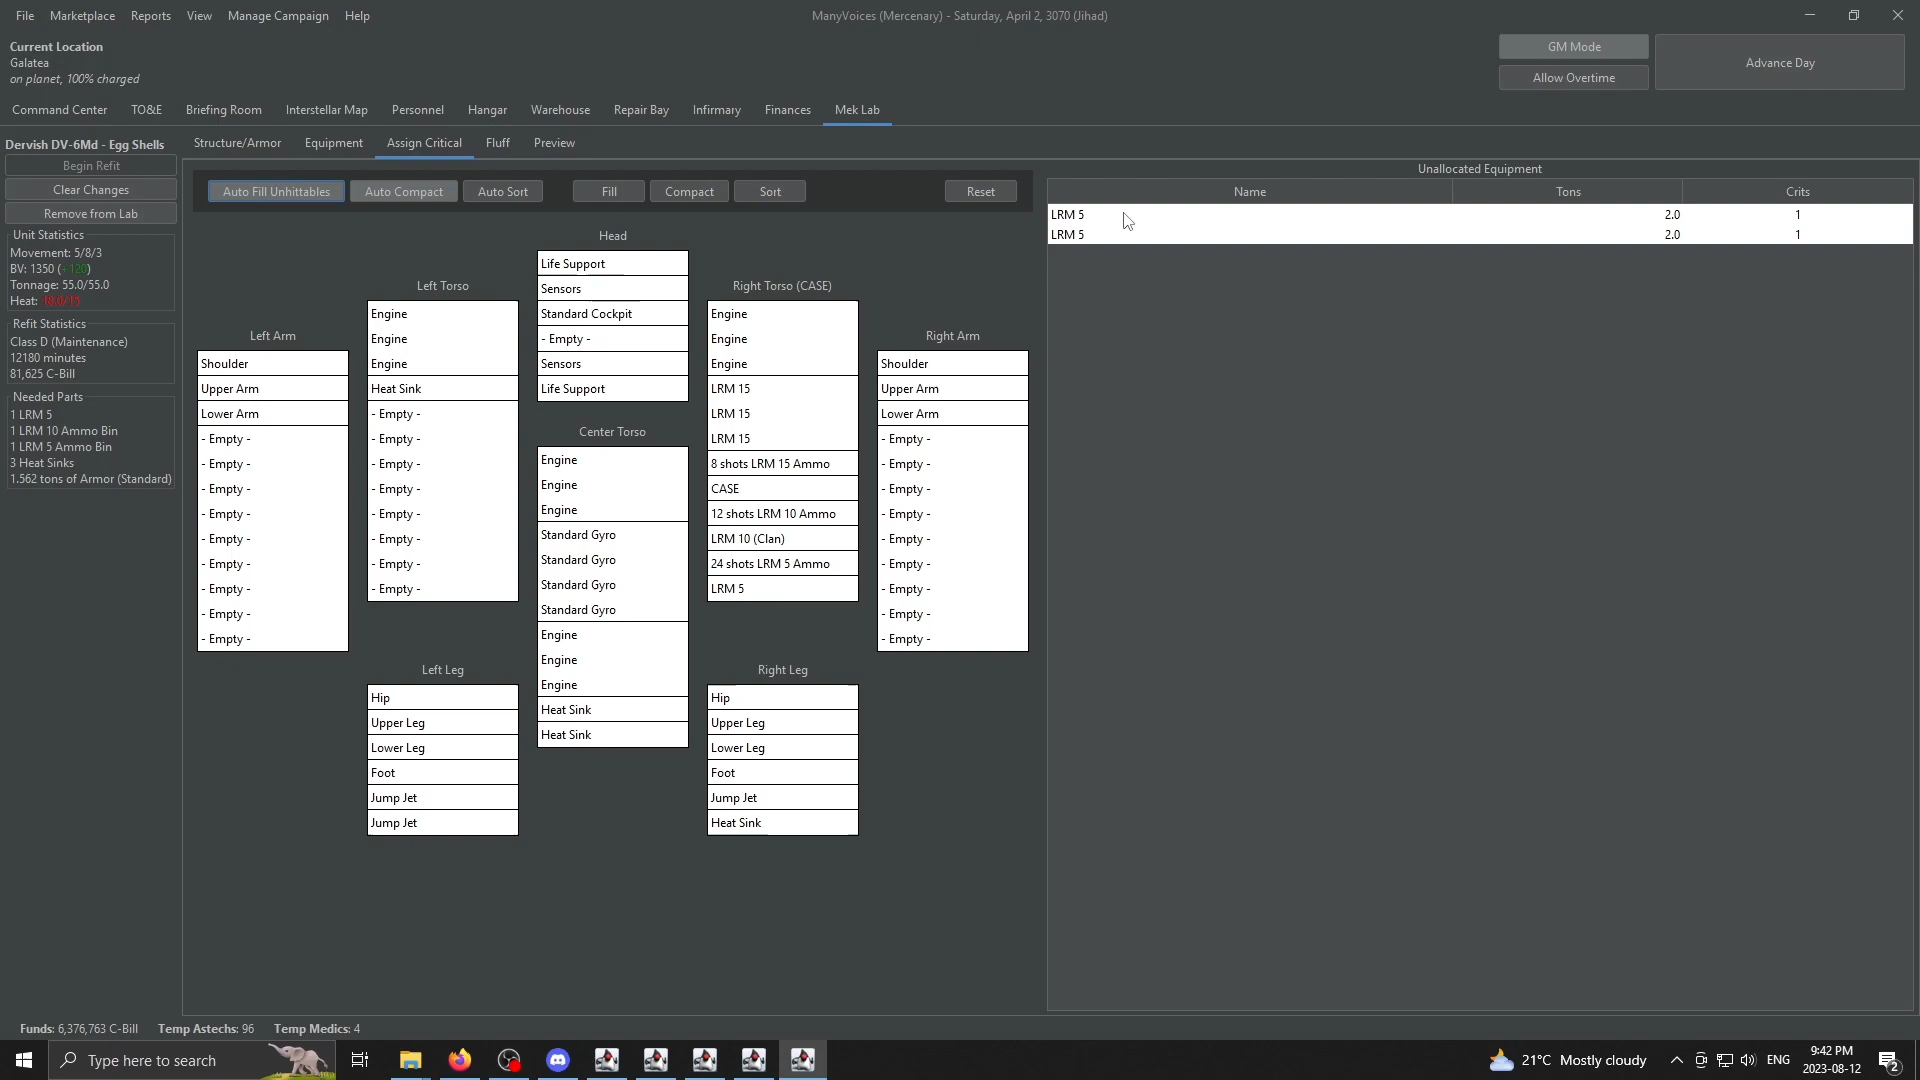 File Marketplace Reports View Manage Campaign Help
ManyVoices (Mercenary) - Saturday, April 2, 3070 (Jihad)
Current Location
Galatea
on planet, 100% charged
GM Mode
Allow Overtime
Advance Day
Command Center TO&E Briefing Room Interstellar Map Personnel Hangar Warehouse Repair Bay Infirmary Finances Mek Lab
Dervish DV-6Md - Egg Shells
Begin Refit
Clear Changes
Remove from Lab
Unit Statistics
Movement: 5/8/3
BV: 1350 (+120)
Tonnage: 55.0/55.0
Heat: 18.0/15
Refit Statistics
Class D (Maintenance)
12180 minutes
81,625 C-Bill
Needed Parts
1 LRM 5
1 LRM 10 Ammo Bin
1 LRM 5 Ammo Bin
3 Heat Sinks
1.562 tons of Armor (Standard)
Structure/Armor Equipment Assign Critical Fluff Preview
Auto Fill Unhittables Auto Compact Auto Sort Fill Compact Sort Reset
Left Arm
Shoulder
Upper Arm
Lower Arm
- Empty -
- Empty -
- Empty -
- Empty -
- Empty -
- Empty -
- Empty -
- Empty -
- Empty -
Left Torso
Engine
Engine
Engine
Heat Sink
- Empty -
- Empty -
- Empty -
- Empty -
- Empty -
- Empty -
- Empty -
- Empty -
Left Leg
Hip
Upper Leg
Lower Leg
Foot
Jump Jet
Jump Jet
Head
Life Support
Sensors
Standard Cockpit
- Empty -
Sensors
Life Support
Center Torso
Engine
Engine
Engine
Standard Gyro
Standard Gyro
Standard Gyro
Standard Gyro
Engine
Engine
Engine
Heat Sink
Heat Sink
Right Torso (CASE)
Engine
Engine
Engine
LRM 15
LRM 15
LRM 15
8 shots LRM 15 Ammo
CASE
12 shots LRM 10 Ammo
LRM 10 (Clan)
24 shots LRM 5 Ammo
LRM 5
Right Leg
Hip
Upper Leg
Lower Leg
Foot
Jump Jet
Heat Sink
Right Arm
Shoulder
Upper Arm
Lower Arm
- Empty -
- Empty -
- Empty -
- Empty -
- Empty -
- Empty -
- Empty -
- Empty -
- Empty -
Unallocated Equipment
Name Tons Crits
LRM 5 2.0 1
LRM 5 2.0 1
Funds: 6,376,763 C-Bill Temp Astechs: 96 Temp Medics: 4
Type here to search
21°C Mostly cloudy
ENG
9:42 PM
2023-08-12
2